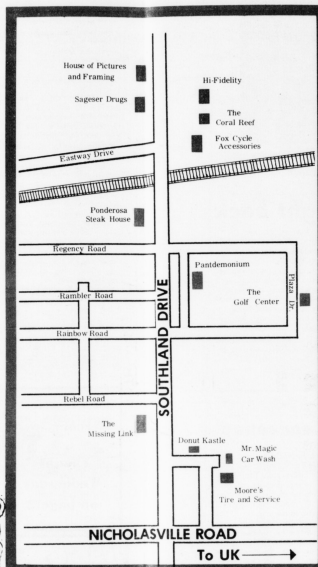 House of Pictures
and Framing
Hi-Fidelity
Sageser Drugs
The
Coral Reef
Fox Cycle
Accessories
Eastway Drive
Ponderosa
Steak House
Regency Road
Pantdemonium
The
Golf Center
Plaza Dr.
Rambler Road
SOUTHLAND DRIVE
Rainbow Road
Rebel Road
The
Missing Link
Donut Kastle
Mr. Magic
Car Wash
Moore's
Tire and Service
NICHOLASVILLE ROAD
To UK